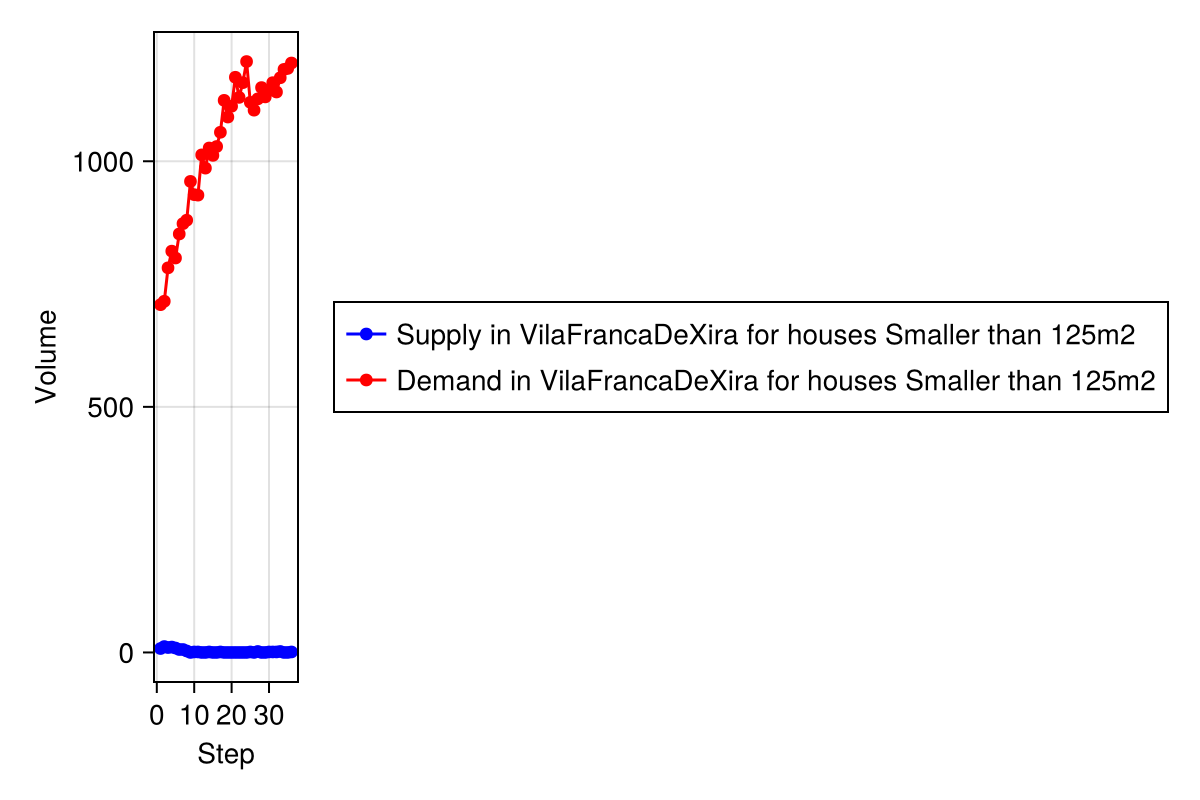 Volume
1000
500
0
0 10 20 30
Step
Supply in VilaFrancaDeXira for houses Smaller than 125m2
Demand in VilaFrancaDeXira for houses Smaller than 125m2